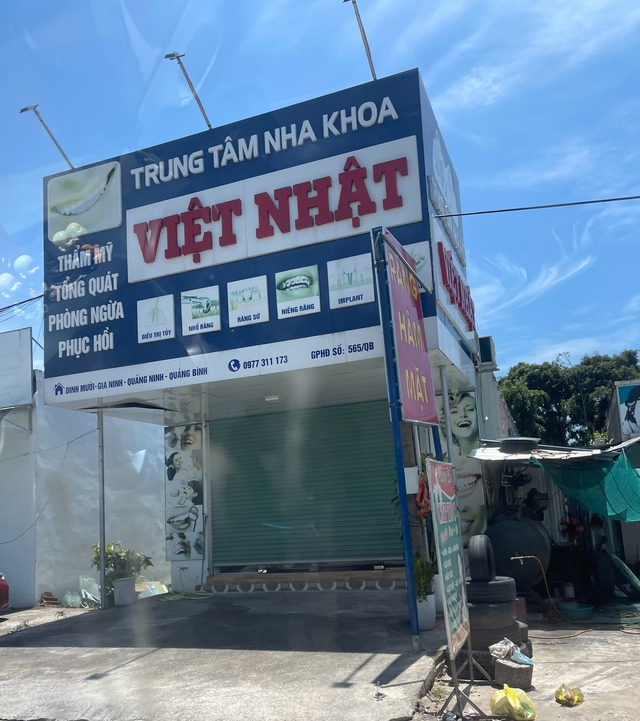 TRUNG TÂM NHA KHOA
VIỆT NHẬT
THẨM MỸ
TỔNG QUÁT
PHÒNG NGỪA
PHỤC HỒI
ĐIỀU TRỊ TỦY
NHỔ RĂNG
RĂNG SỨ
NIỀNG RĂNG
IMPLANT
DINH MƯỜI - GIA NINH - QUẢNG NINH - QUẢNG BÌNH
0977 311 173
GPHĐ SỐ: 565/QB
RĂNG
HÀM
MẶT